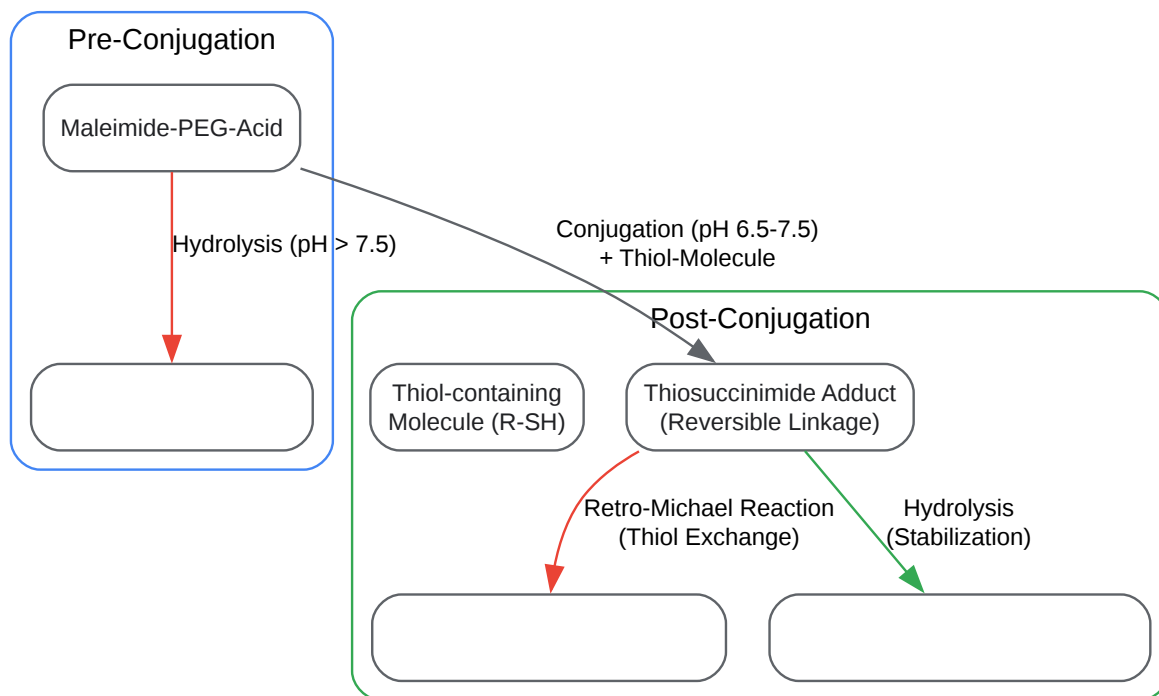 Pre-Conjugation
Maleimide-PEG-Acid
Hydrolysis (pH > 7.5)
Conjugation (pH 6.5-7.5)
+ Thiol-Molecule
Post-Conjugation
Thiol-containing
Molecule (R-SH)
Thiosuccinimide Adduct
(Reversible Linkage)
Retro-Michael Reaction
(Thiol Exchange)
Hydrolysis
(Stabilization)